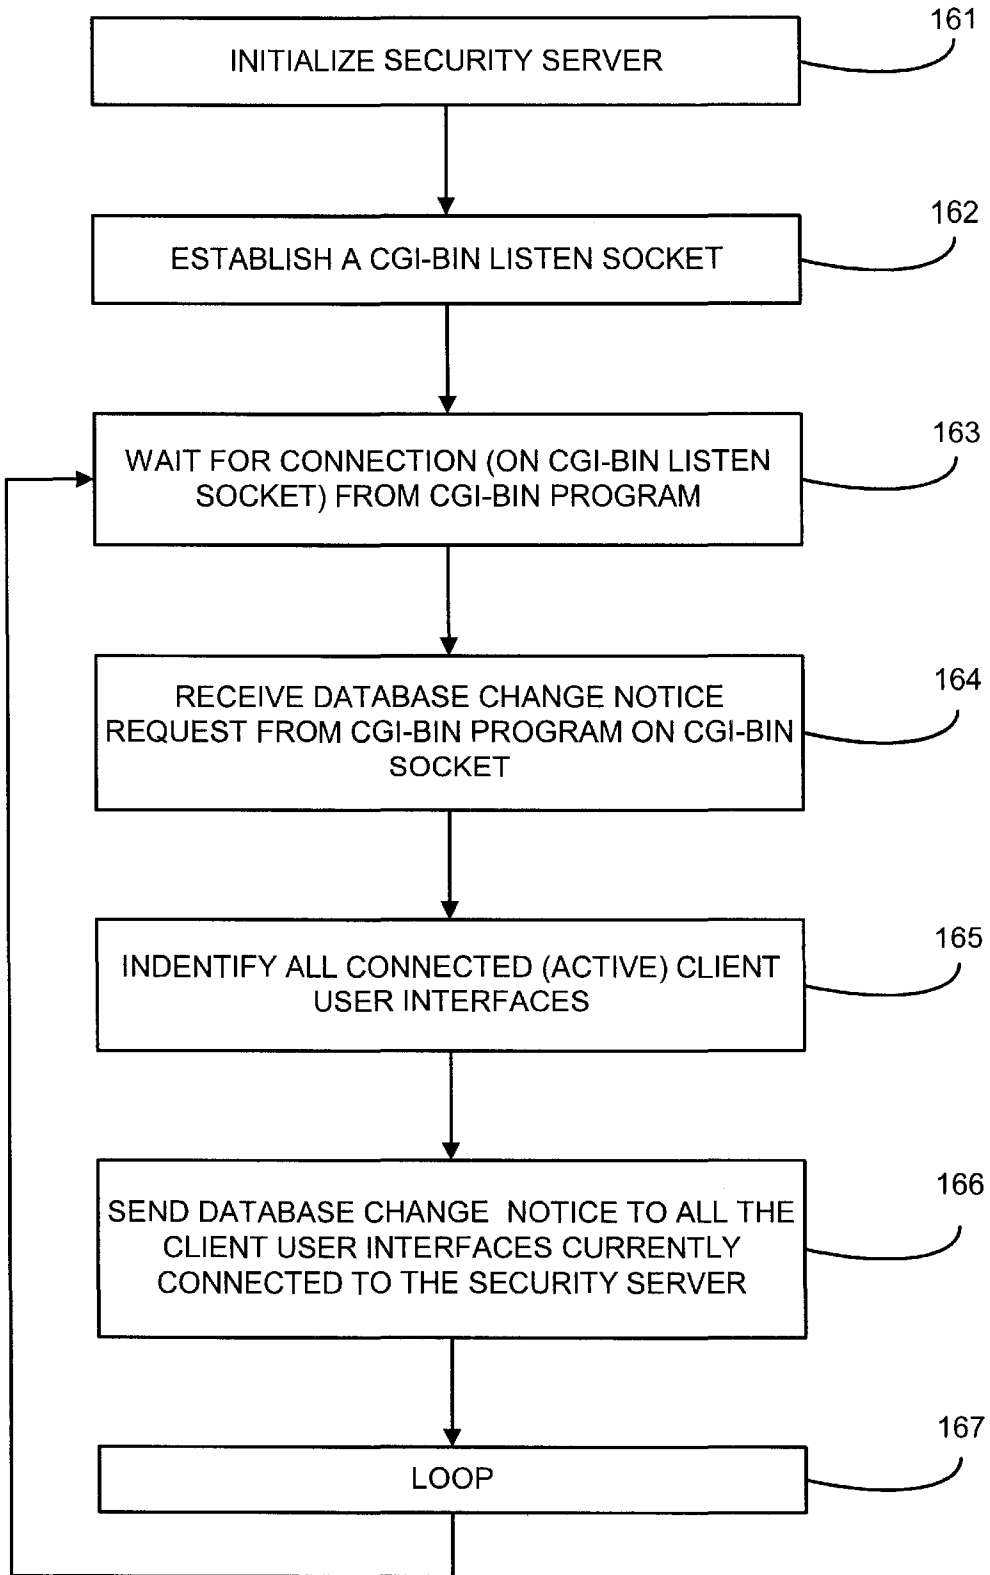 161
INITIALIZE SECURITY SERVER
162
ESTABLISH A CGI-BIN LISTEN SOCKET
163
WAIT FOR CONNECTION (ON CGI-BIN LISTEN
SOCKET) FROM CGI-BIN PROGRAM
164
RECEIVE DATABASE CHANGE NOTICE
REQUEST FROM CGI-BIN PROGRAM ON CGI-BIN
SOCKET
165
INDENTIFY ALL CONNECTED (ACTIVE) CLIENT
USER INTERFACES
166
SEND DATABASE CHANGE NOTICE TO ALL THE
CLIENT USER INTERFACES CURRENTLY
CONNECTED TO THE SECURITY SERVER
167
LOOP